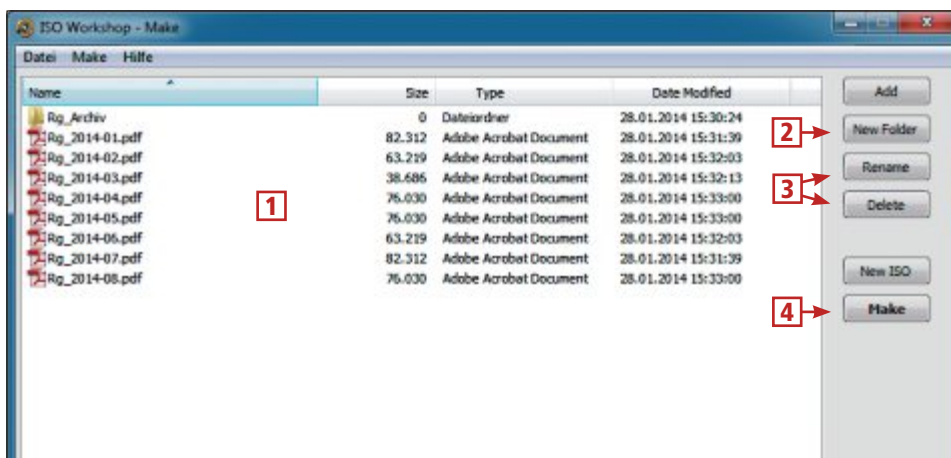 ISO Workshop - Make
Datei Make Hilfe
Name Size Type Date Modified
Rg_Archiv 0 Dateiordner 28.01.2014 15:30:24
Rg_2014-01.pdf 82.312 Adobe Acrobat Document 28.01.2014 15:31:39
Rg_2014-02.pdf 63.219 Adobe Acrobat Document 28.01.2014 15:32:03
Rg_2014-03.pdf 38.686 Adobe Acrobat Document 28.01.2014 15:32:13
Rg_2014-04.pdf 76.030 Adobe Acrobat Document 28.01.2014 15:33:00
Rg_2014-05.pdf 76.030 Adobe Acrobat Document 28.01.2014 15:33:00
Rg_2014-06.pdf 63.219 Adobe Acrobat Document 28.01.2014 15:32:03
Rg_2014-07.pdf 82.312 Adobe Acrobat Document 28.01.2014 15:31:39
Rg_2014-08.pdf 76.030 Adobe Acrobat Document 28.01.2014 15:33:00
1
Add
2 New Folder
3 Rename
Delete
New ISO
4 Make